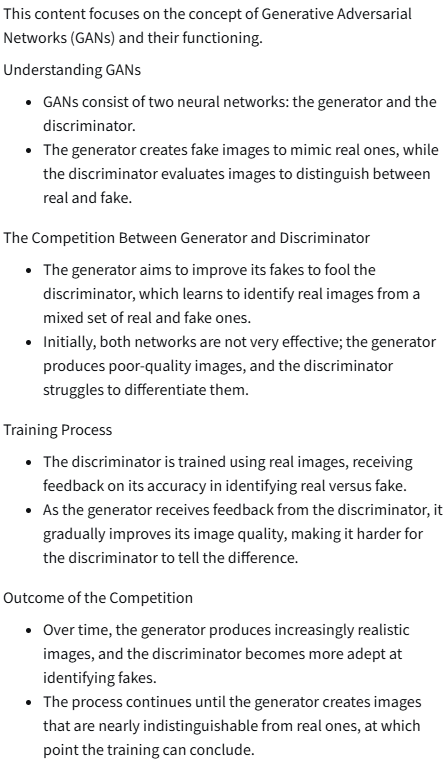 This content focuses on the concept of Generative Adversarial
Networks (GANs) and their functioning.
Understanding GANs
• GANs consist of two neural networks: the generator and the
discriminator.
• The generator creates fake images to mimic real ones, while
the discriminator evaluates images to distinguish between
real and fake.
The Competition Between Generator and Discriminator
• The generator aims to improve its fakes to fool the
discriminator, which learns to identify real images from a
mixed set of real and fake ones.
• Initially, both networks are not very effective; the generator
produces poor-quality images, and the discriminator
struggles to differentiate them.
Training Process
• The discriminator is trained using real images, receiving
feedback on its accuracy in identifying real versus fake.
• As the generator receives feedback from the discriminator, it
gradually improves its image quality, making it harder for
the discriminator to tell the difference.
Outcome of the Competition
• Over time, the generator produces increasingly realistic
images, and the discriminator becomes more adept at
identifying fakes.
• The process continues until the generator creates images
that are nearly indistinguishable from real ones, at which
point the training can conclude.